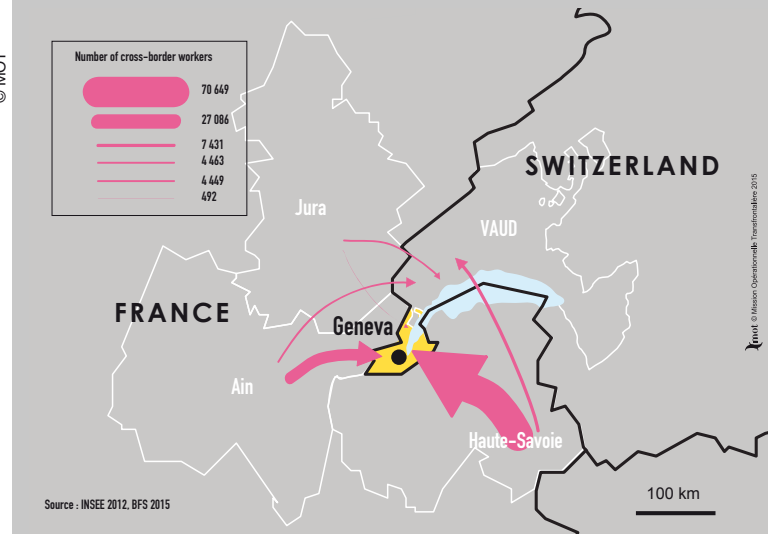 © MOT
Number of cross-border workers
70 649
27 086
7 431
4 463
4 449
492
SWITZERLAND
Jura
VAUD
FRANCE
Geneva
Ain
Haute-Savoie
Source : INSEE 2012, BFS 2015
100 km
mot © Mission Opérationnelle Transfrontalière 2015